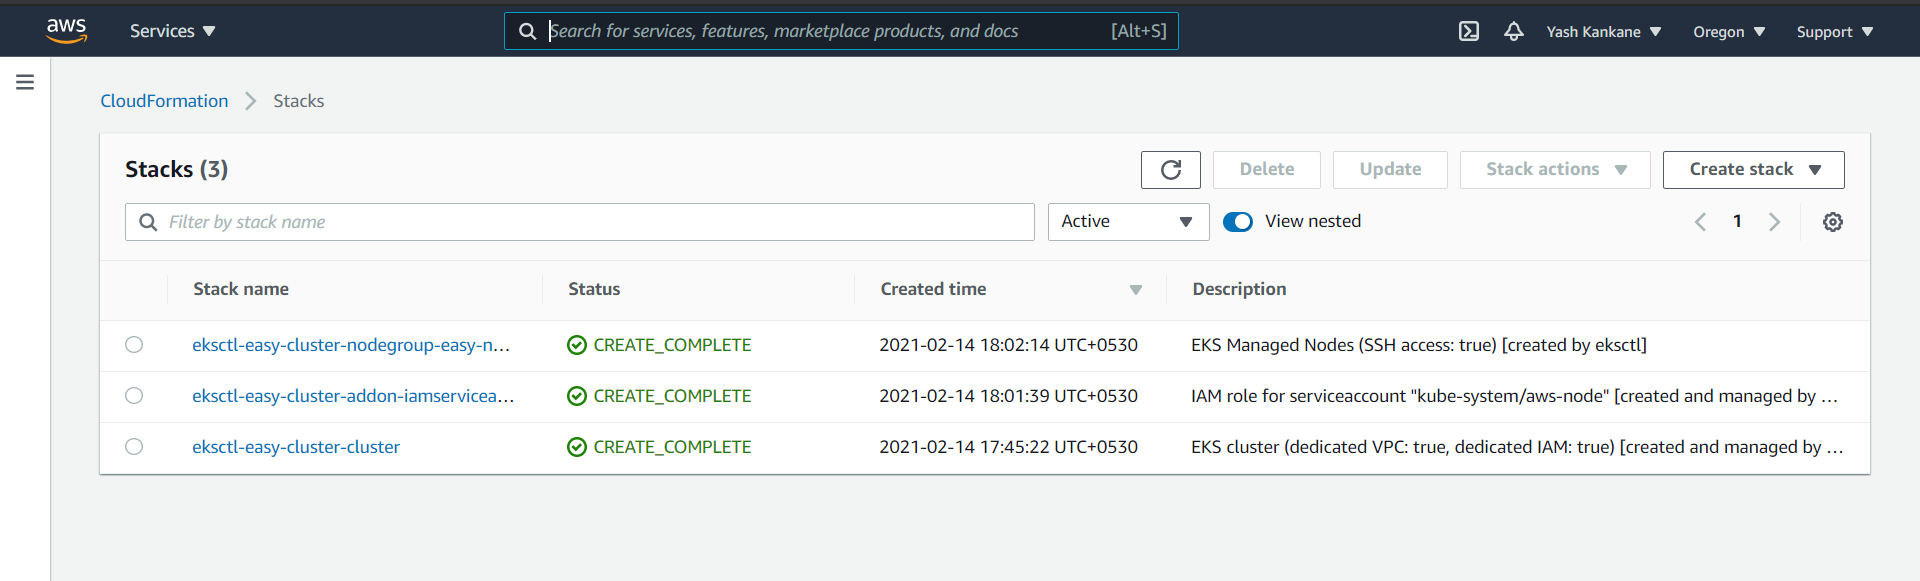 aws Services Search for services, features, marketplace products, and docs [Alt+S] Yash Kankane Oregon Support
CloudFormation Stacks
Stacks (3) Delete Update Stack actions Create stack
Filter by stack name Active View nested 1
Stack name Status Created time Description
eksctl-easy-cluster-nodegroup-easy-n... CREATE_COMPLETE 2021-02-14 18:02:14 UTC+0530 EKS Managed Nodes (SSH access: true) [created by eksctl]
eksctl-easy-cluster-addon-iamservicea... CREATE_COMPLETE 2021-02-14 18:01:39 UTC+0530 IAM role for serviceaccount "kube-system/aws-node" [created and managed by ...
eksctl-easy-cluster-cluster CREATE_COMPLETE 2021-02-14 17:45:22 UTC+0530 EKS cluster (dedicated VPC: true, dedicated IAM: true) [created and managed by ...